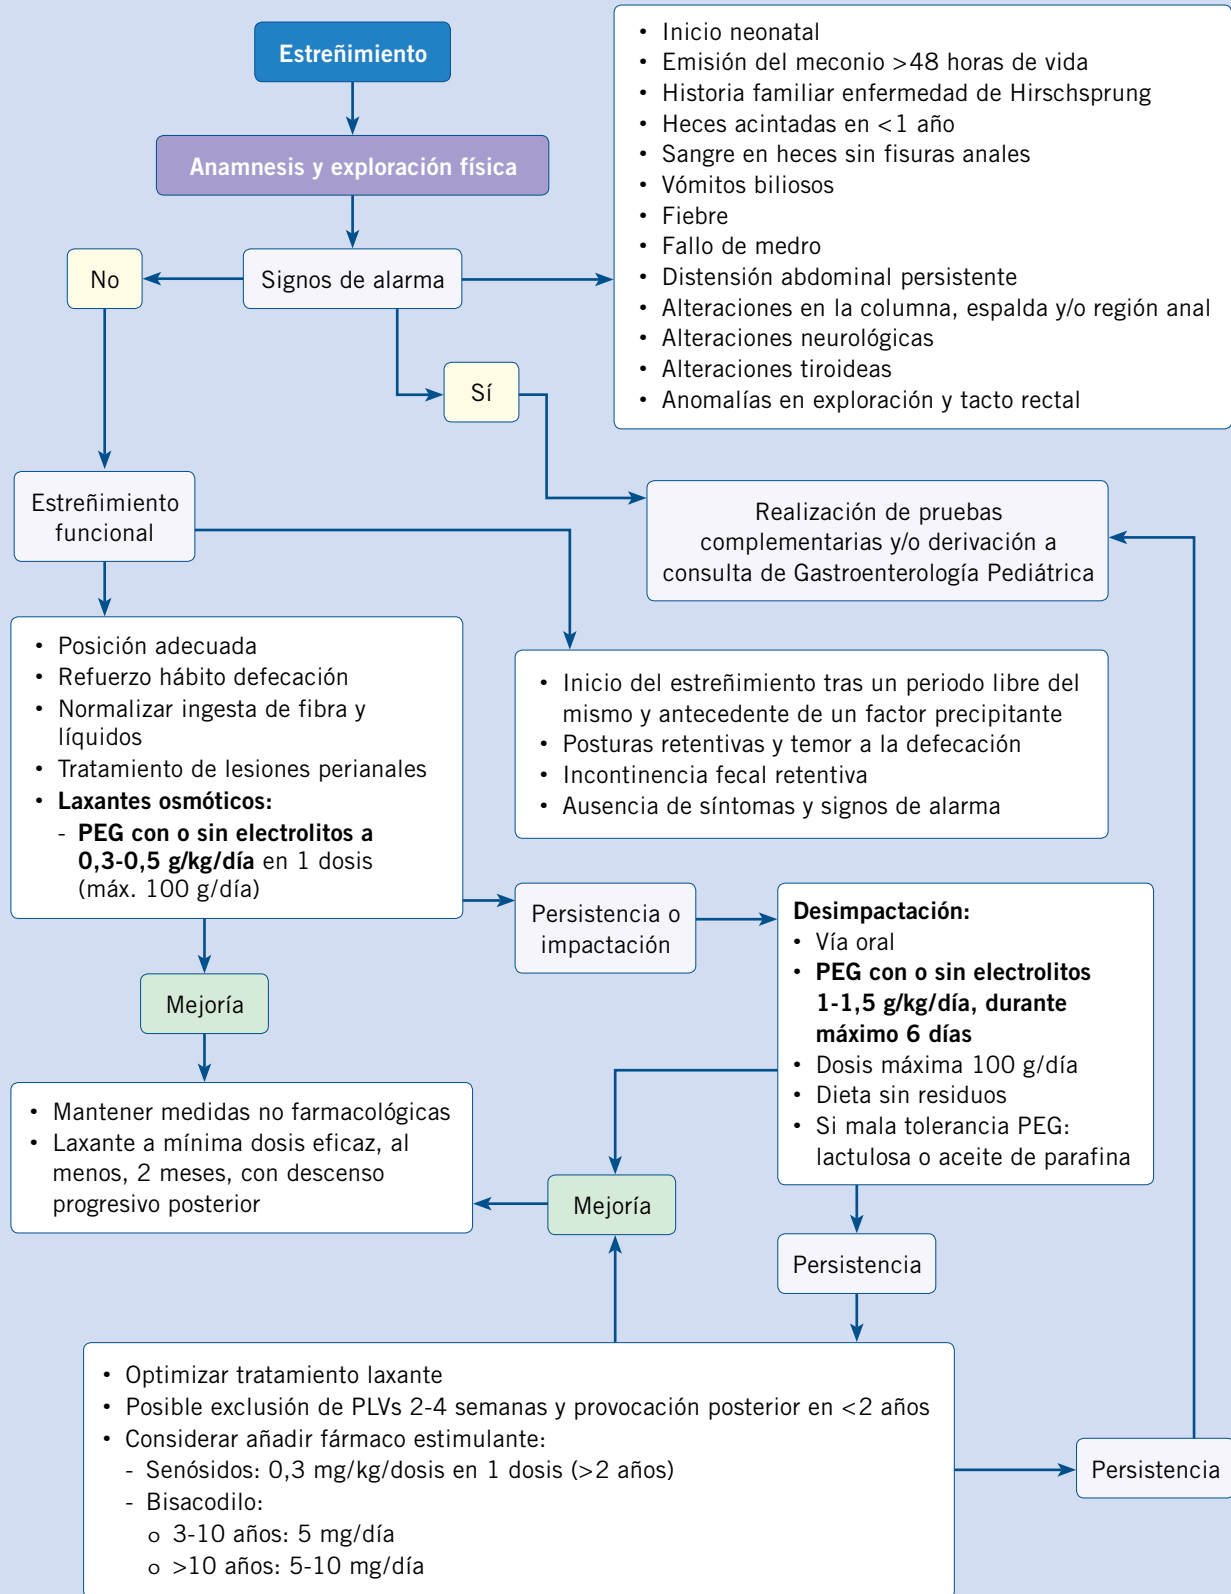 Estreñimiento
Anamnesis y exploración física
Signos de alarma
• Inicio neonatal
• Emisión del meconio >48 horas de vida
• Historia familiar enfermedad de Hirschsprung
• Heces acintadas en <1 año
• Sangre en heces sin fisuras anales
• Vómitos biliosos
• Fiebre
• Fallo de medro
• Distensión abdominal persistente
• Alteraciones en la columna, espalda y/o región anal
• Alteraciones neurológicas
• Alteraciones tiroideas
• Anomalías en exploración y tacto rectal
No
Sí
Estreñimiento
funcional
Realización de pruebas
complementarias y/o derivación a
consulta de Gastroenterología Pediátrica
• Posición adecuada
• Refuerzo hábito defecación
• Normalizar ingesta de fibra y
líquidos
• Tratamiento de lesiones perianales
• Laxantes osmóticos:
- PEG con o sin electrolitos a
0,3-0,5 g/kg/día en 1 dosis
(máx. 100 g/día)
• Inicio del estreñimiento tras un periodo libre del
mismo y antecedente de un factor precipitante
• Posturas retentivas y temor a la defecación
• Incontinencia fecal retentiva
• Ausencia de síntomas y signos de alarma
Persistencia o
impactación
Desimpactación:
• Vía oral
• PEG con o sin electrolitos
1-1,5 g/kg/día, durante
máximo 6 días
• Dosis máxima 100 g/día
• Dieta sin residuos
• Si mala tolerancia PEG:
lactulosa o aceite de parafina
Mejoría
• Mantener medidas no farmacológicas
• Laxante a mínima dosis eficaz, al
menos, 2 meses, con descenso
progresivo posterior
Mejoría
Persistencia
• Optimizar tratamiento laxante
• Posible exclusión de PLVs 2-4 semanas y provocación posterior en <2 años
• Considerar añadir fármaco estimulante:
- Senósidos: 0,3 mg/kg/dosis en 1 dosis (>2 años)
- Bisacodilo:
o 3-10 años: 5 mg/día
o >10 años: 5-10 mg/día
Persistencia